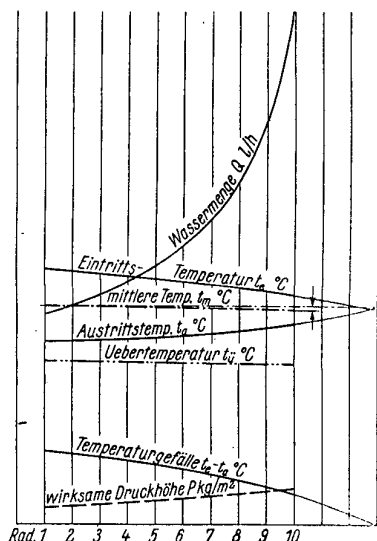 Wassermenge Q l/h
Eintritts-
Temperatur tₑ °C
mittlere Temp. tₘ °C
Austrittstemp. tₐ °C
Uebertemperatur tü °C
Temperaturgefälle tₑ-tₐ °C
wirksame Druckhöhe P kg/m²
Rad. 1 2 .3 .4 .5 .6 .7 .8 .9 .10